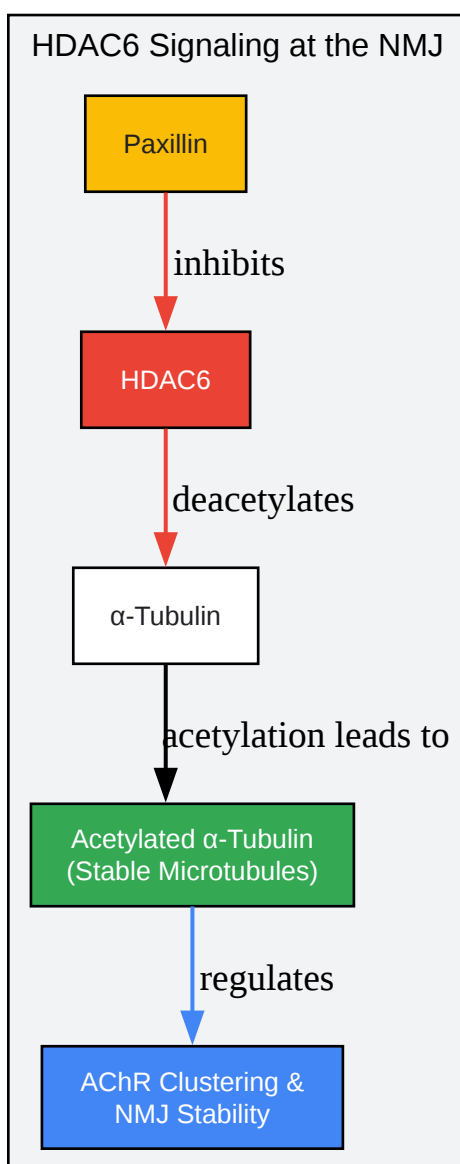 HDAC6 Signaling at the NMJ
Paxillin
inhibits
HDAC6
deacetylates
α-Tubulin
acetylation leads to
Acetylated α-Tubulin
(Stable Microtubules)
regulates
AChR Clustering &
NMJ Stability